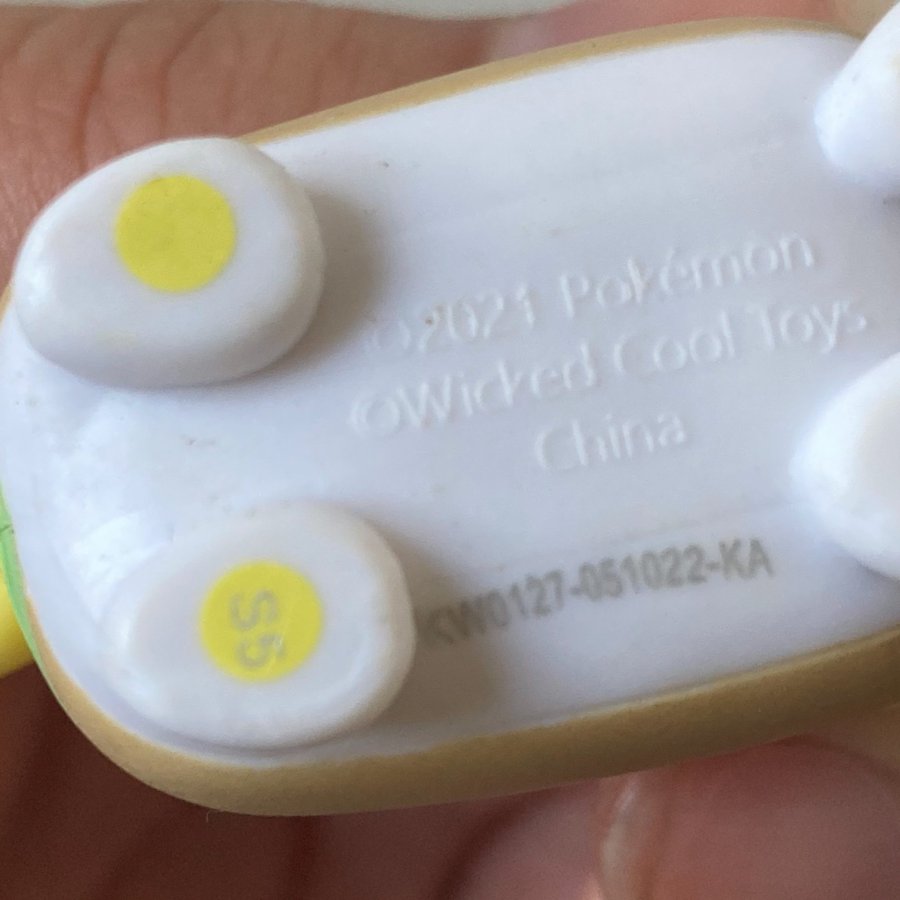 ©2021 Pokémon
©Wicked Cool Toys
China
KW0127-051022-KA
S5